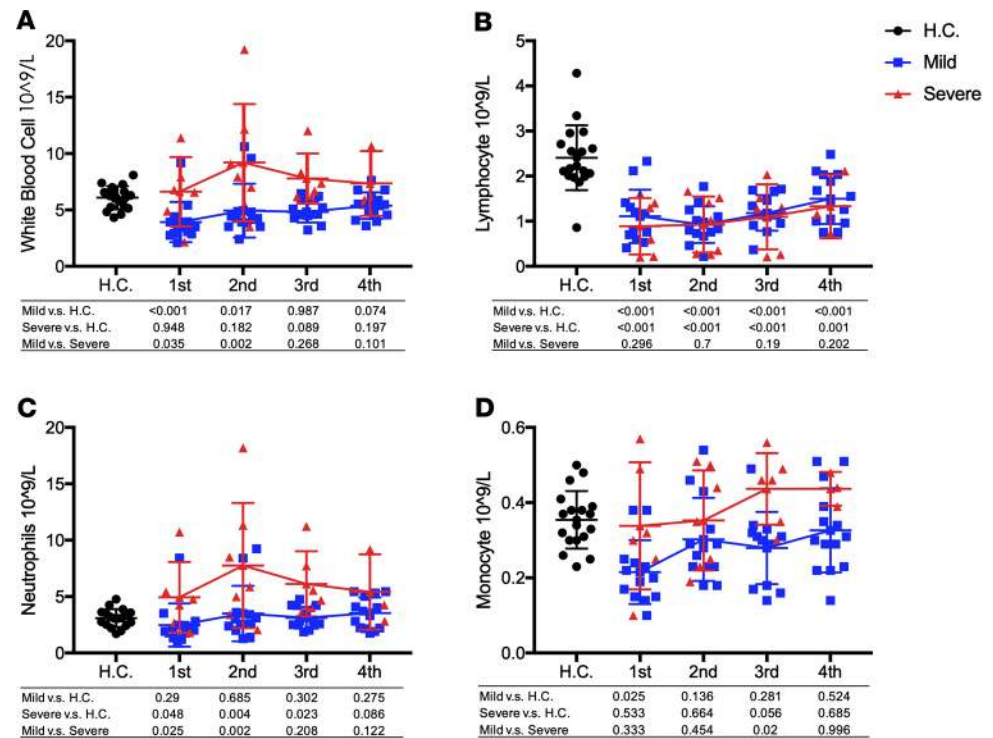 A
White Blood Cell 10^9/L
20
15
10
5
0
H.C. 1st 2nd 3rd 4th
Mild v.s. H.C. <0.001 0.017 0.987 0.074
Severe v.s. H.C. 0.948 0.182 0.089 0.197
Mild v.s. Severe 0.035 0.002 0.268 0.101
B
Lymphocyte 10^9/L
5
4
3
2
1
0
H.C. 1st 2nd 3rd 4th
Mild v.s. H.C. <0.001 <0.001 <0.001 <0.001
Severe v.s. H.C. <0.001 <0.001 <0.001 0.001
Mild v.s. Severe 0.296 0.7 0.19 0.202
H.C.
Mild
Severe
C
Neutrophils 10^9/L
20
15
10
5
0
H.C. 1st 2nd 3rd 4th
Mild v.s. H.C. 0.29 0.685 0.302 0.275
Severe v.s. H.C. 0.048 0.004 0.023 0.086
Mild v.s. Severe 0.025 0.002 0.208 0.122
D
Monocyte 10^9/L
0.6
0.4
0.2
0.0
H.C. 1st 2nd 3rd 4th
Mild v.s. H.C. 0.025 0.136 0.281 0.524
Severe v.s. H.C. 0.533 0.664 0.056 0.685
Mild v.s. Severe 0.333 0.454 0.02 0.996